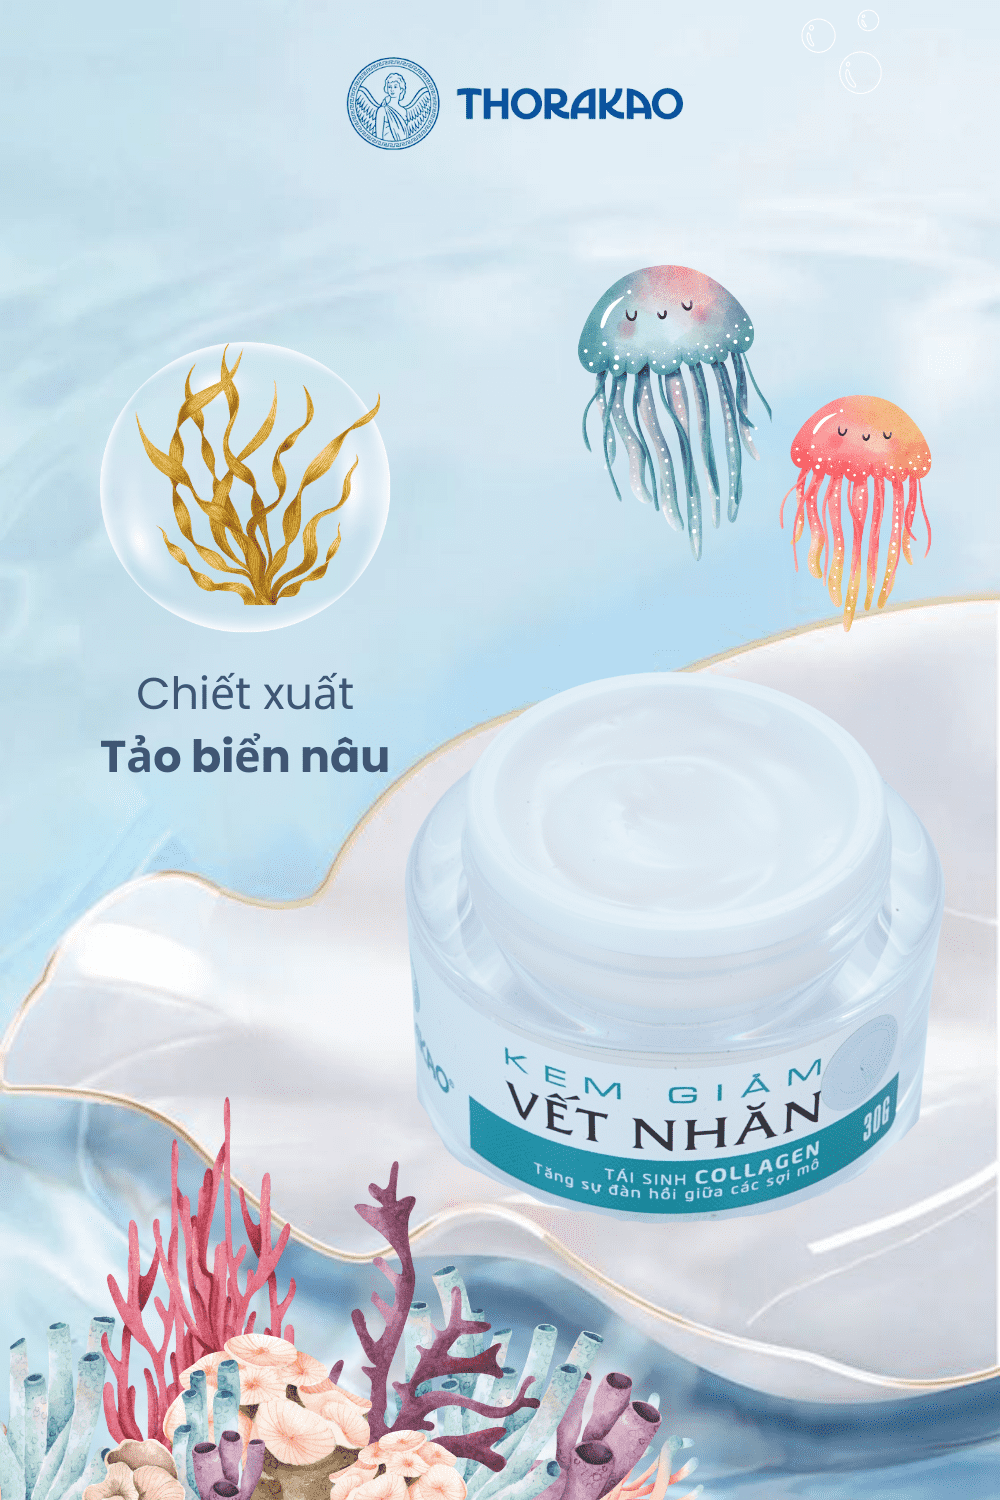 THORAKAO
Chiết xuất
Tảo biển nâu
KEM GIẢM
VẾT NHĂN
30G
TÁI SINH COLLAGEN
Tăng sự đàn hồi giữa các sợi mô
KAO®